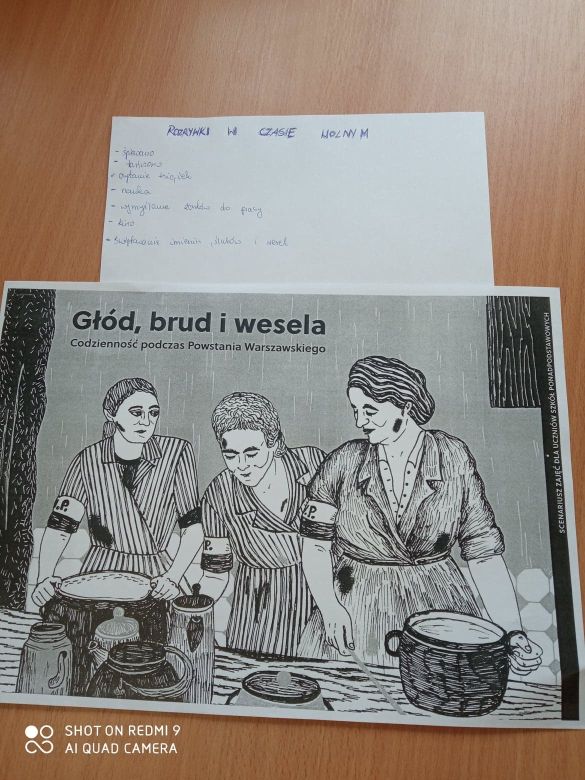 ROZRYWKI W CZASIE WOLNYM
- śpiewano
- tańczono
- czytanie książek
- nauka
- wymyślanie żartów do prasy
- kino
- świętowanie imienin, ślubów i wesel
Głód, brud i wesela
Codzienność podczas Powstania Warszawskiego
SCENARIUSZ ZAJĘĆ DLA UCZNIÓW SZKÓŁ PONADPODSTAWOWYCH
.P.
P.
.P.
SHOT ON REDMI 9
AI QUAD CAMERA